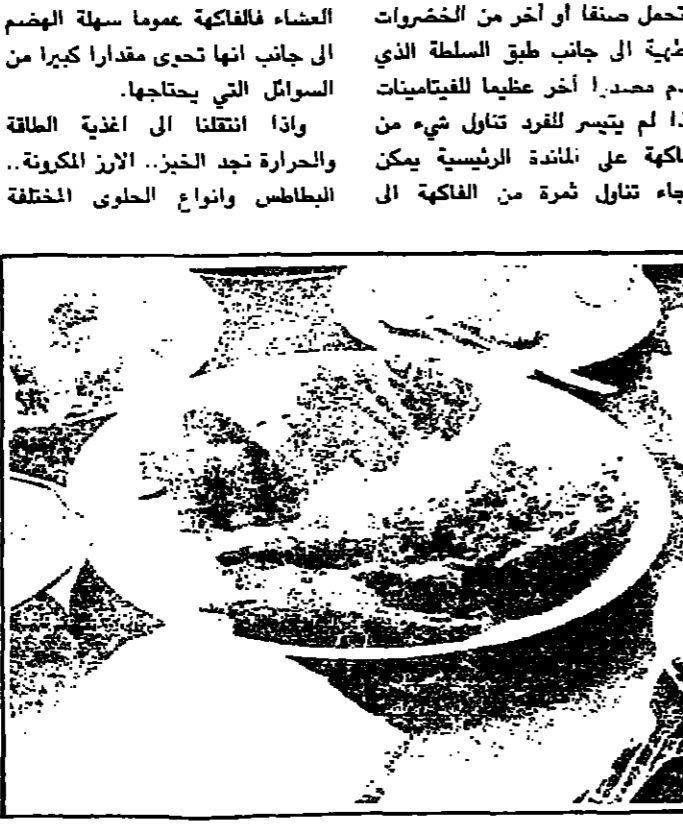 تحمل صنفا أو أخر من الخضروات
طهية الى جانب طبق السلطة الذي
دم مصدرا أخر عظيما للفيتامينات
ذا لم يتيسر للفرد تناول شيء من
اكهة على المائدة الرئيسية يمكن
جاء تناول ثمرة من الفاكهة الى
العشاء فالفاكهة عموما سهلة الهضم
الى جانب انها تحوى مقدارا كبيرا من
السوائل التي يحتاجها.
واذا انتقلنا الى اغذية الطاقة
والحرارة نجد الخبز.. الارز المكرونة..
البطاطس وانواع الحلوى المختلفة